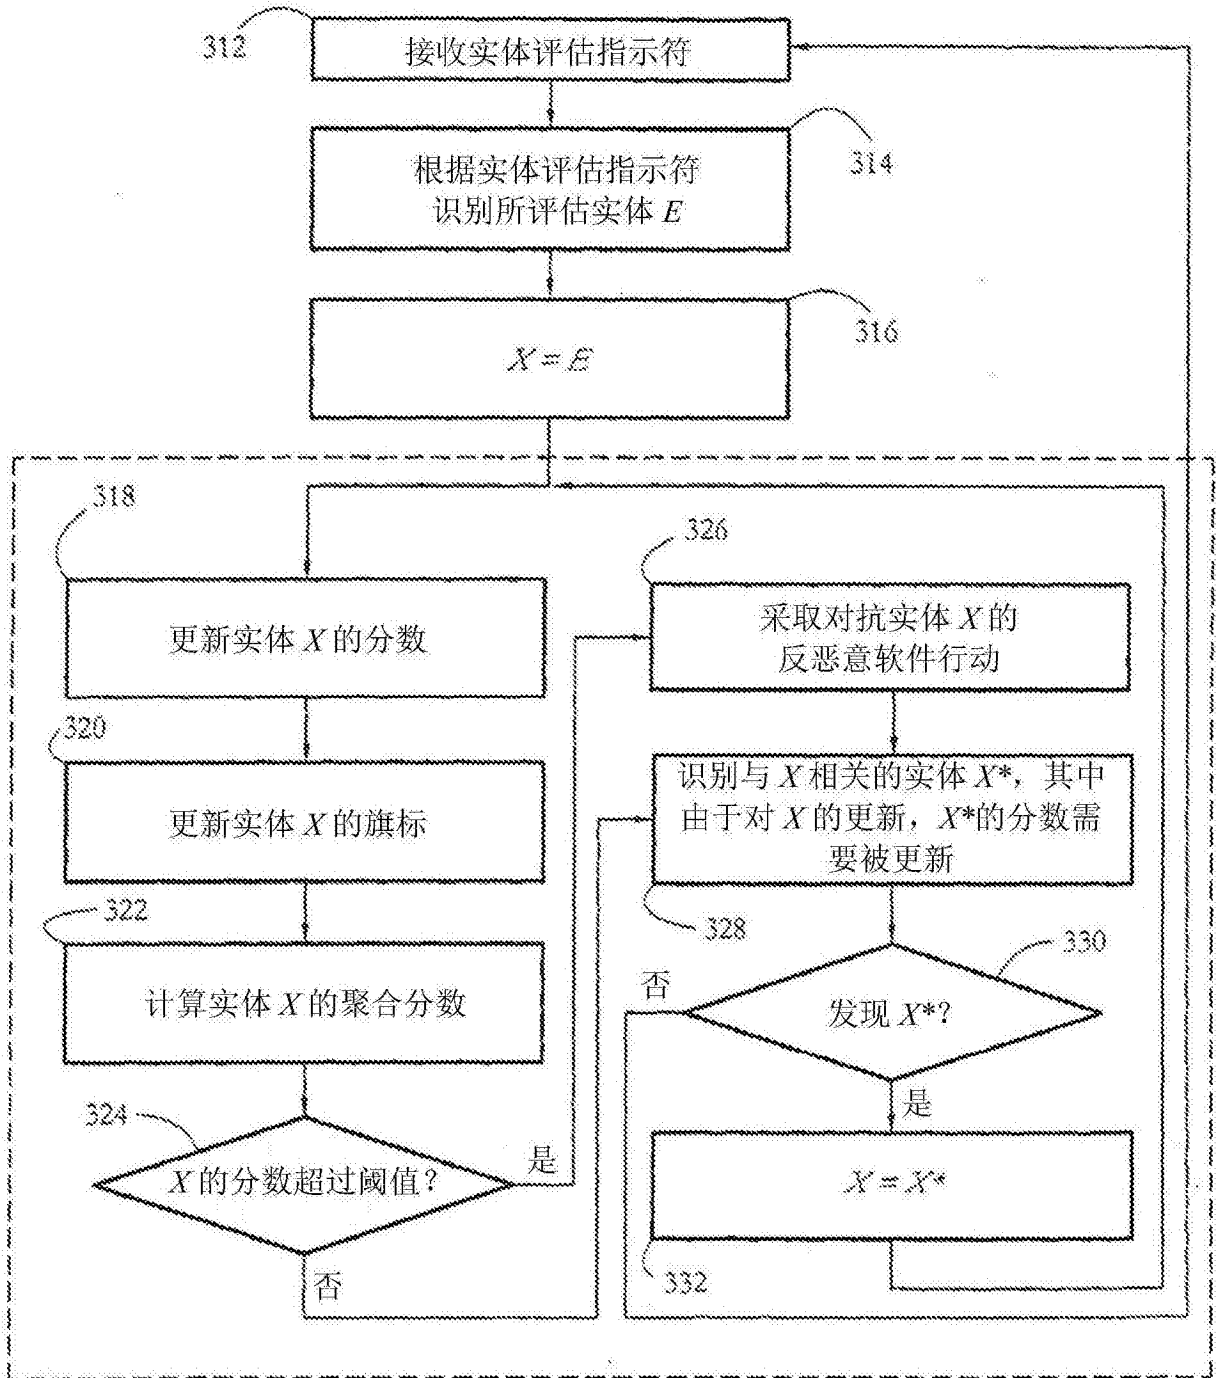 312
接收实体评估指示符
314
根据实体评估指示符
识别所评估实体 E
316
X = E
318
更新实体 X 的分数
320
更新实体 X 的旗标
322
计算实体 X 的聚合分数
324
X 的分数超过阈值？
是
否
326
采取对抗实体 X 的
反恶意软件行动
识别与 X 相关的实体 X*，其中
由于对 X 的更新，X*的分数需
要被更新
328
330
否
发现 X*？
是
X = X*
332